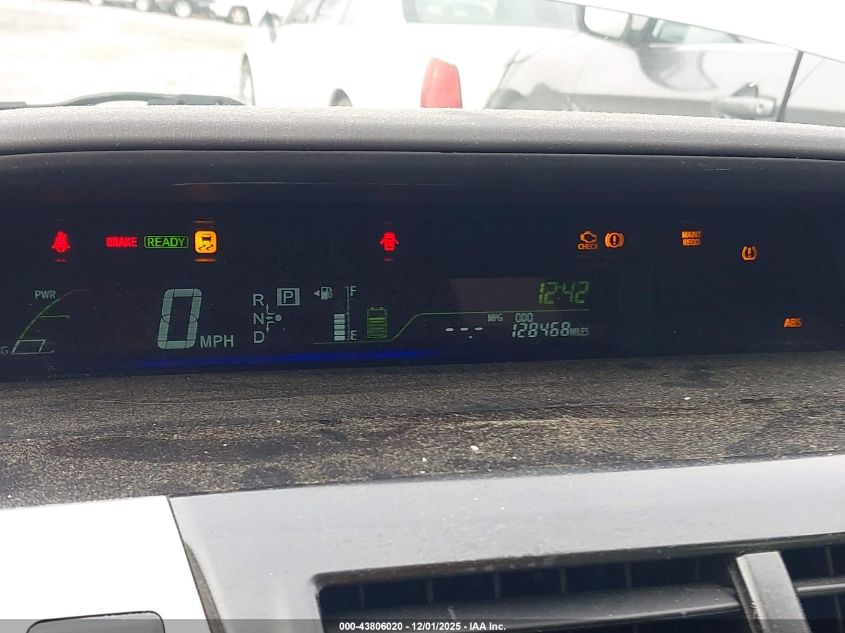 BRAKE READY
CHECK
MAINT
REQD
PWR
R P F
N
D E
0 MPH
12:42
MPG ODO
--.- 128468 MILES
ABS
000-43806020 - 12/01/2025 - IAA Inc.